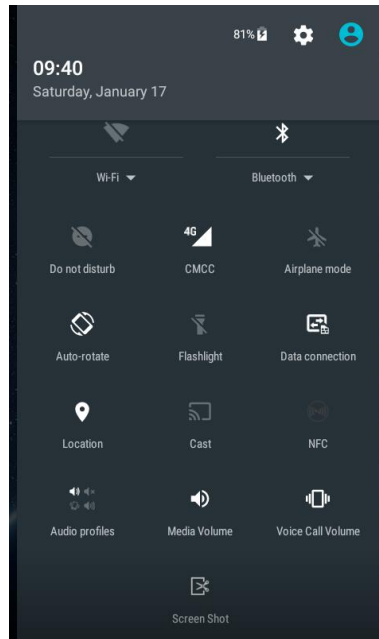 81%
09:40
Saturday, January 17
Wi-Fi
Bluetooth
4G
Do not disturb
CMCC
Airplane mode
Auto-rotate
Flashlight
Data connection
Location
Cast
NFC
Audio profiles
Media Volume
Voice Call Volume
Screen Shot